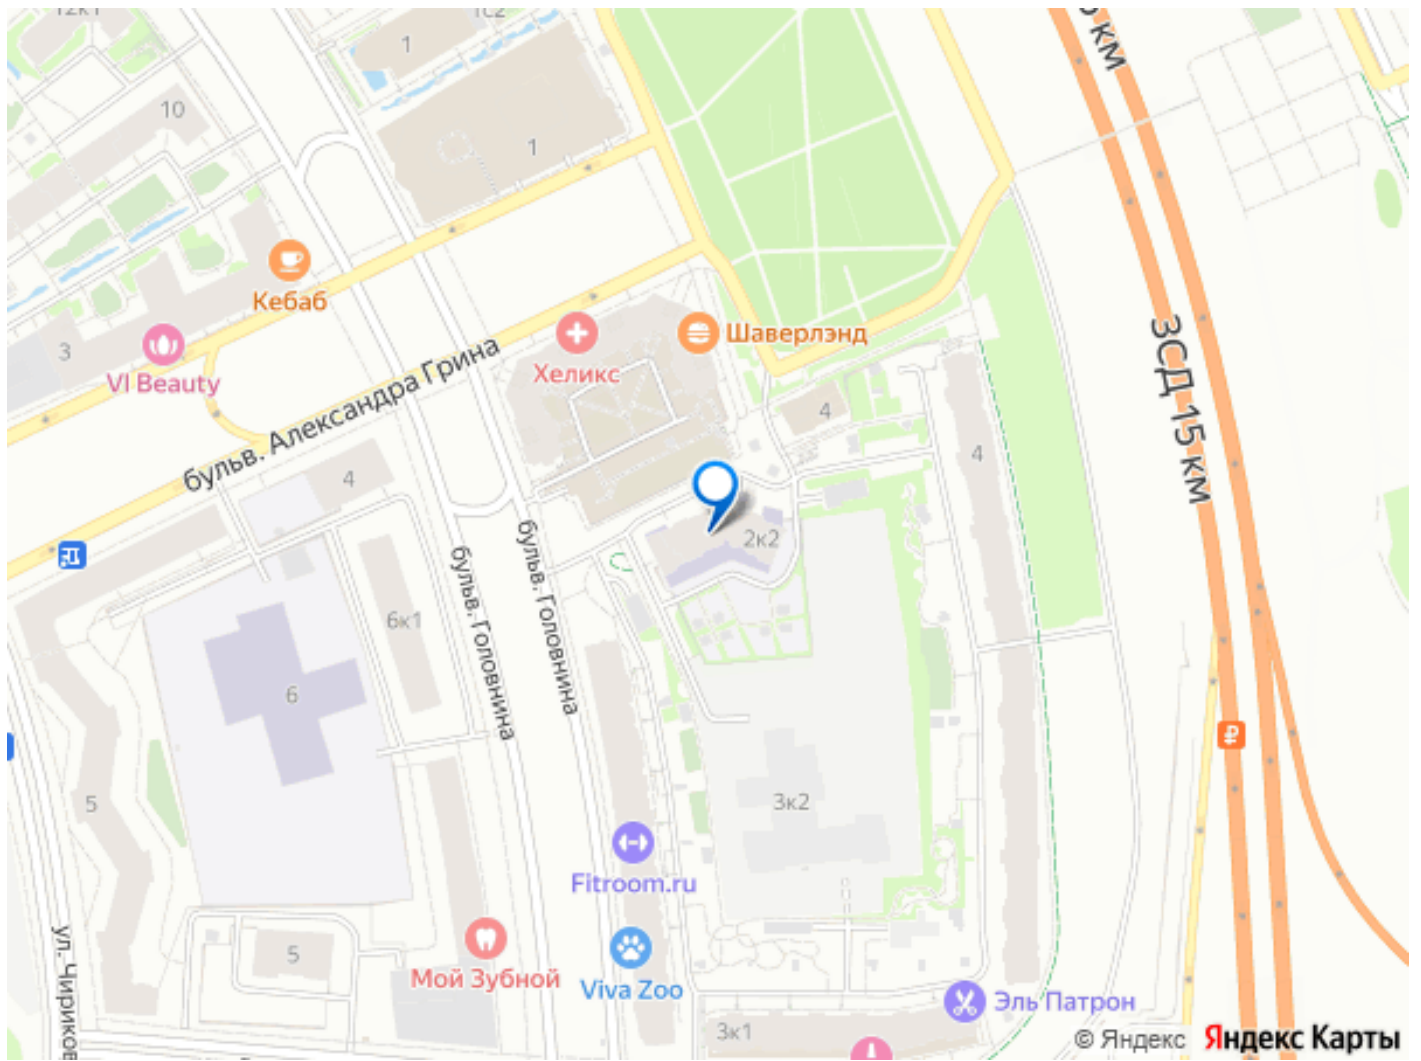 12к1
1с2
1
км
10
1
Кебаб
3
VI Beauty
Хеликс
Шаверлэнд
бульв. Александра Грина
ЗСД 15 км
4
4
4
2к2
бульв. Головнина
бульв. Головнина
6к1
6
5
3к2
Fitroom.ru
ул. Чириков
5
Мой Зубной
Viva Zoo
Эль Патрон
3к1
© Яндекс Яндекс Карты